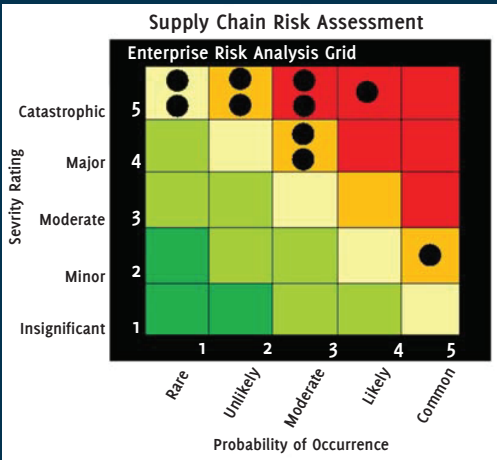 Supply Chain Risk Assessment
Enterprise Risk Analysis Grid
Sevrity Rating
Catastrophic 5
Major 4
Moderate 3
Minor 2
Insignificant 1
1 2 3 4 5
Rare
Unlikely
Moderate
Likely
Common
Probability of Occurrence